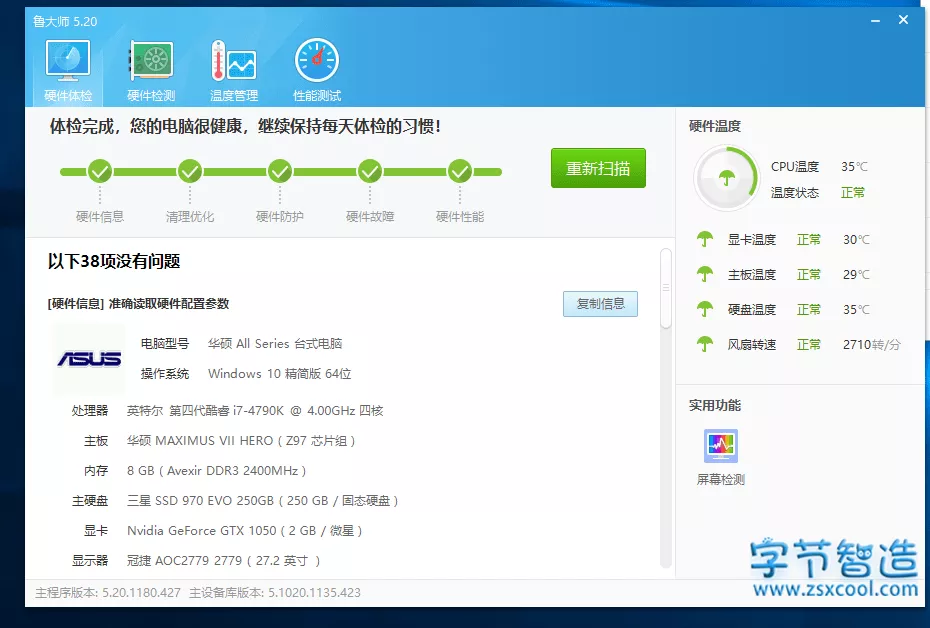 鲁大师 5.20
硬件体检 硬件检测 温度管理 性能测试
体检完成，您的电脑很健康，继续保持每天体检的习惯！
重新扫描
硬件信息 清理优化 硬件防护 硬件故障 硬件性能
以下38项没有问题
[硬件信息] 准确读取硬件配置参数
复制信息
ASUS
电脑型号 华硕 All Series 台式电脑
操作系统 Windows 10 精简版 64位
处理器 英特尔 第四代酷睿 i7-4790K @ 4.00GHz 四核
主板 华硕 MAXIMUS VII HERO ( Z97 芯片组 )
内存 8 GB ( Avexir DDR3 2400MHz )
主硬盘 三星 SSD 970 EVO 250GB ( 250 GB / 固态硬盘 )
显卡 Nvidia GeForce GTX 1050 ( 2 GB / 微星 )
显示器 冠捷 AOC2779 2779 ( 27.2 英寸 )
主程序版本: 5.20.1180.427 主设备库版本: 5.1020.1135.423
硬件温度
CPU温度 35℃
温度状态 正常
显卡温度 正常 30℃
主板温度 正常 29℃
硬盘温度 正常 35℃
风扇转速 正常 2710转/分
实用功能
屏幕检测
字节智造
www.zsxcool.com